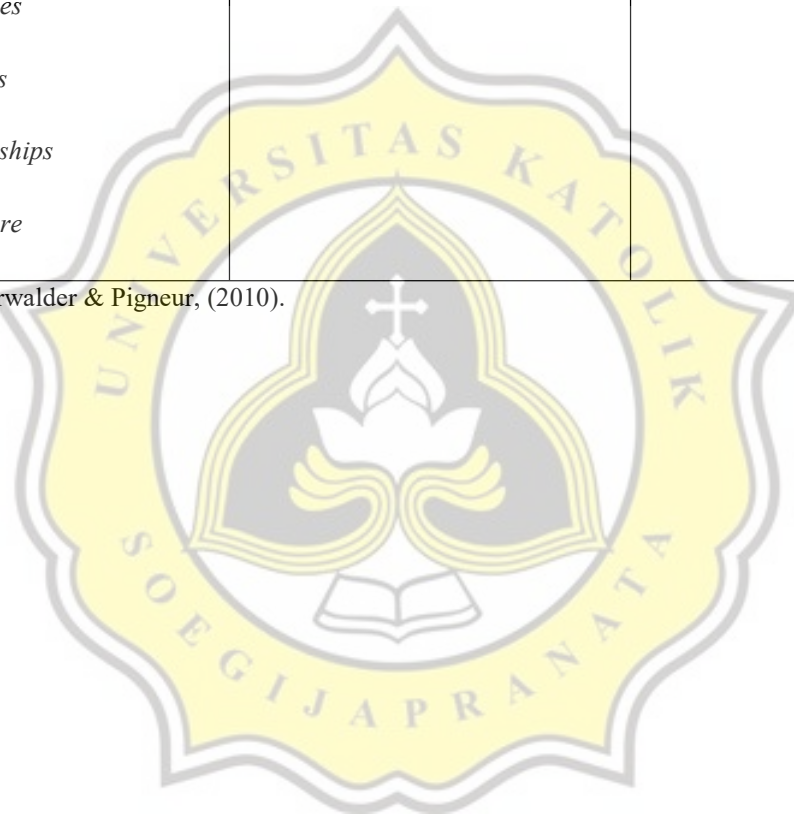 es
s
ships
re
rwalder & Pigneur, (2010).
UNIVERSITAS KATOLIK
SOEGIJAPRANATA